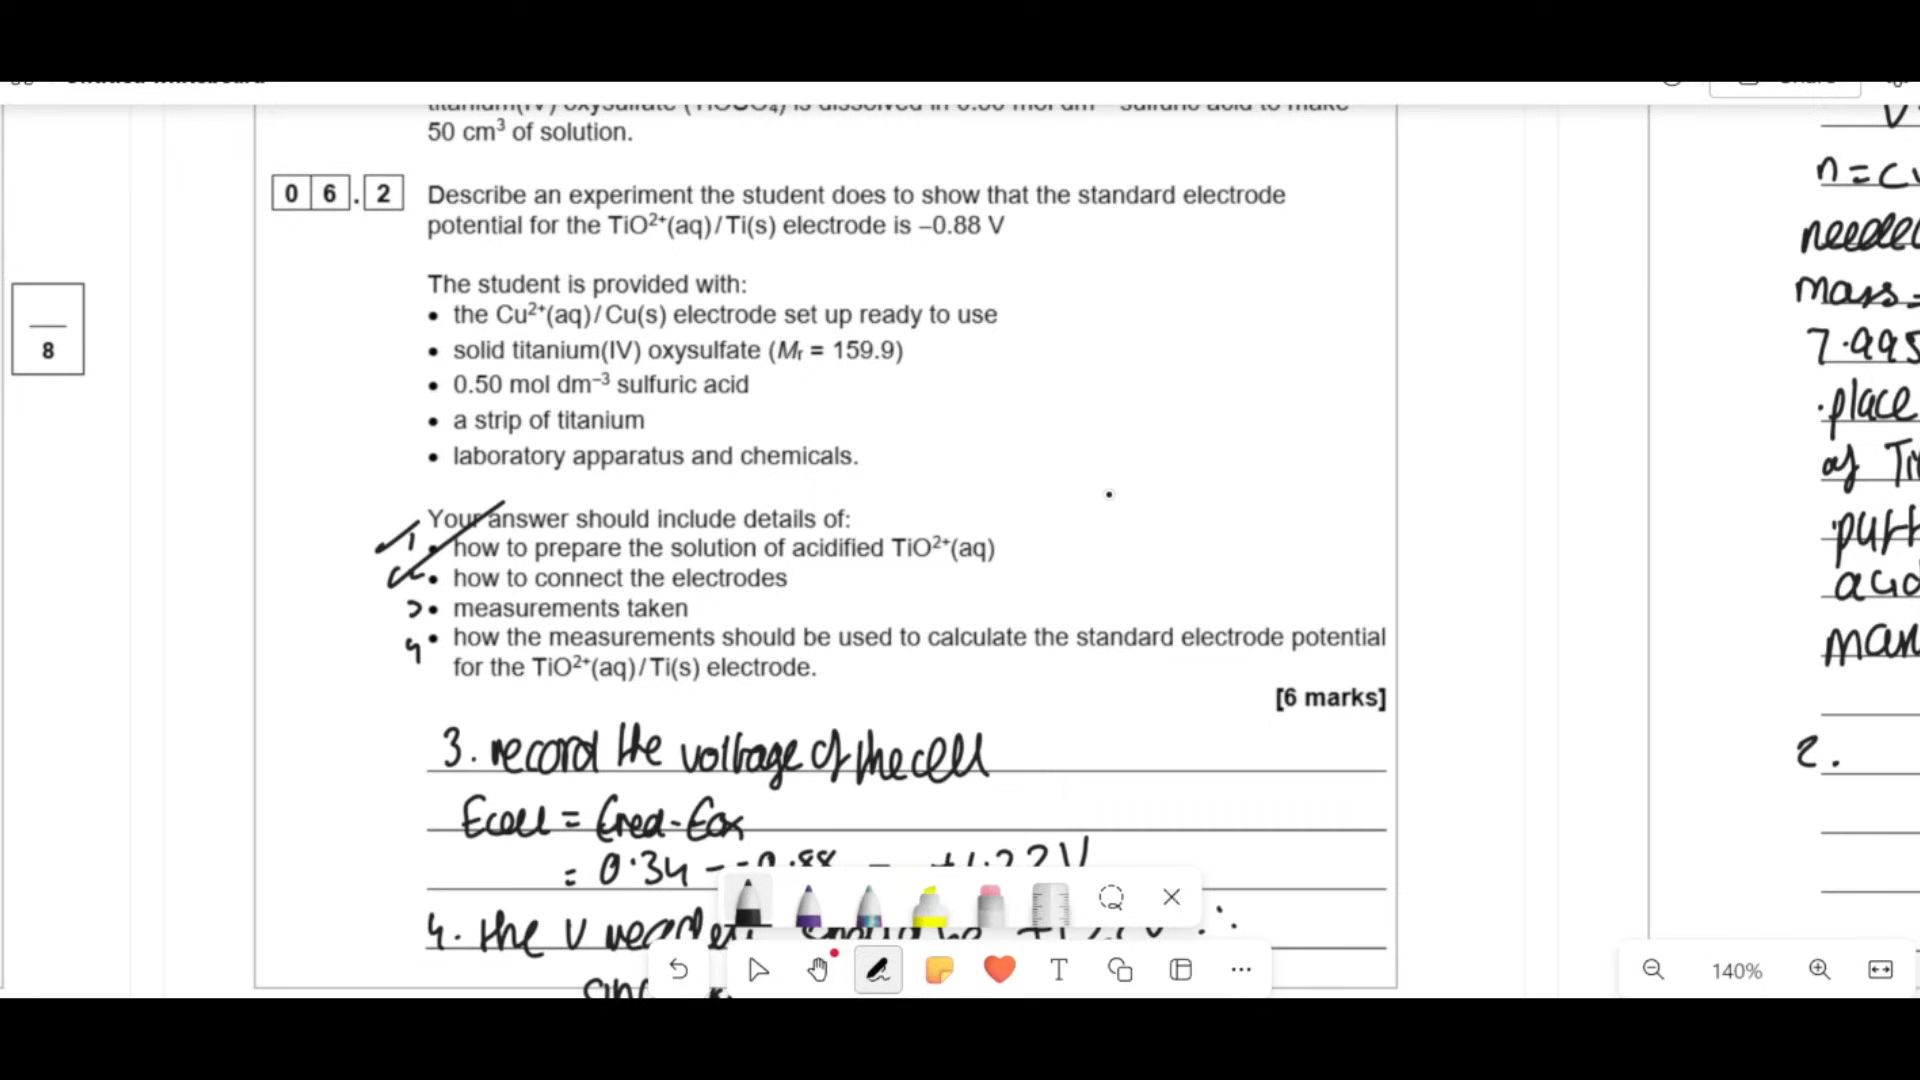 50 cm³ of solution.
0 6 . 2 Describe an experiment the student does to show that the standard electrode
potential for the TiO²⁺(aq)/Ti(s) electrode is –0.88 V
The student is provided with:
• the Cu²⁺(aq)/Cu(s) electrode set up ready to use
• solid titanium(IV) oxysulfate (Mr = 159.9)
• 0.50 mol dm⁻³ sulfuric acid
• a strip of titanium
• laboratory apparatus and chemicals.
8
Your answer should include details of:
1 • how to prepare the solution of acidified TiO²⁺(aq)
• how to connect the electrodes
3 • measurements taken
4 • how the measurements should be used to calculate the standard electrode potential
for the TiO²⁺(aq)/Ti(s) electrode.
[6 marks]
3. record the voltage of the cell
Ecell = Ered - Eox
= 0.34 - -0.88 = +1.22V
4. the V
n = c
needed
mass =
7.995
• place
of
• putt
acid
2.
140%